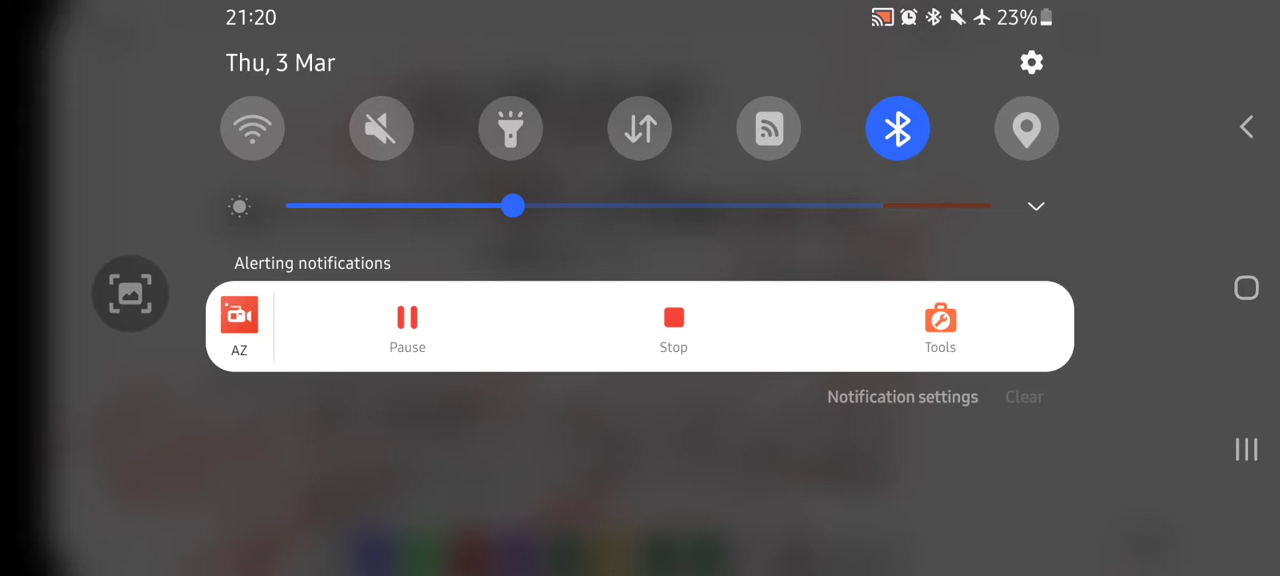 21:20 23%
Thu, 3 Mar
Alerting notifications
AZ Pause Stop Tools
Notification settings Clear